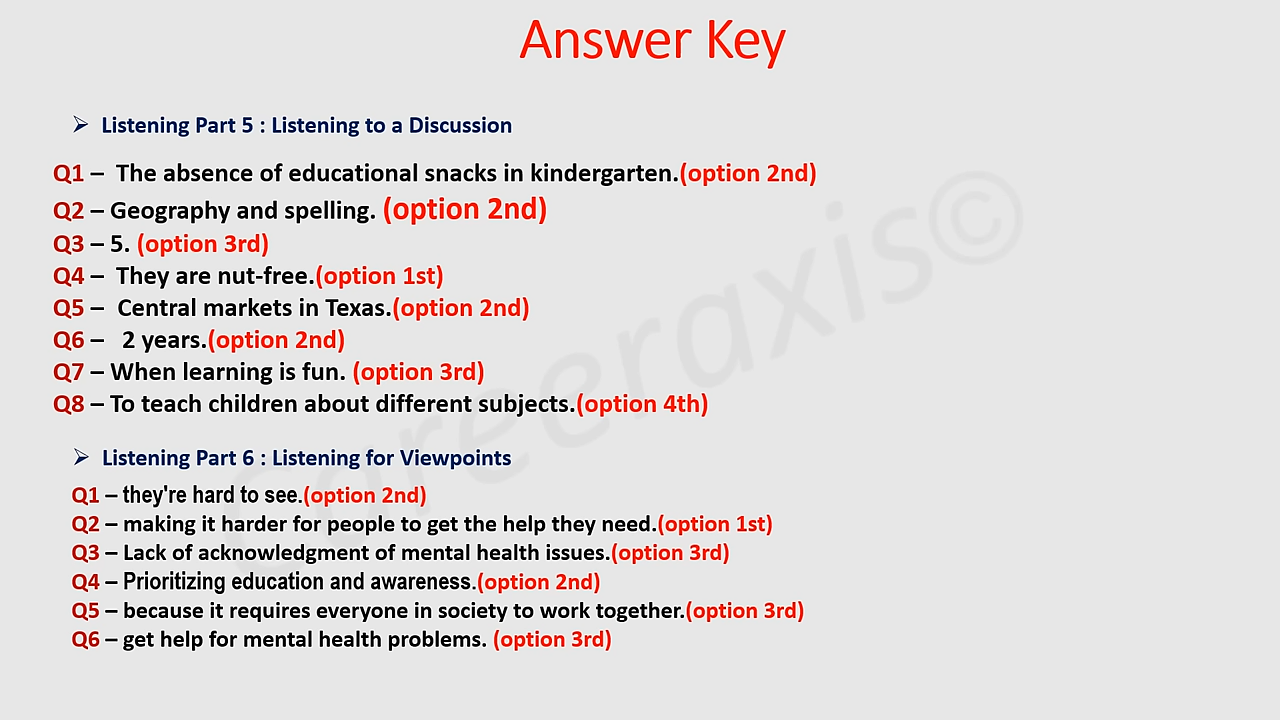 Answer Key
➢ Listening Part 5 : Listening to a Discussion
Q1 – The absence of educational snacks in kindergarten.(option 2nd)
Q2 – Geography and spelling. (option 2nd)
Q3 – 5. (option 3rd)
Q4 – They are nut-free.(option 1st)
Q5 – Central markets in Texas.(option 2nd)
Q6 – 2 years.(option 2nd)
Q7 – When learning is fun. (option 3rd)
Q8 – To teach children about different subjects.(option 4th)
➢ Listening Part 6 : Listening for Viewpoints
Q1 – they're hard to see.(option 2nd)
Q2 – making it harder for people to get the help they need.(option 1st)
Q3 – Lack of acknowledgment of mental health issues.(option 3rd)
Q4 – Prioritizing education and awareness.(option 2nd)
Q5 – because it requires everyone in society to work together.(option 3rd)
Q6 – get help for mental health problems. (option 3rd)
Careeraxis©